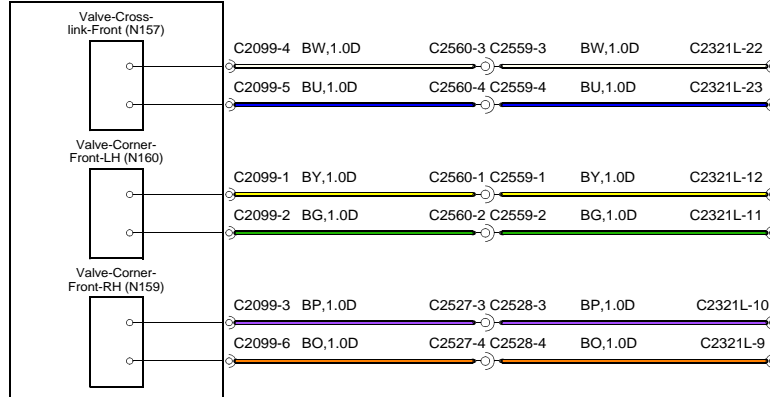 Valve-Cross-
link-Front (N157)
C2099-4 BW,1.0D C2560-3 C2559-3 BW,1.0D C2321L-22
C2099-5 BU,1.0D C2560-4 C2559-4 BU,1.0D C2321L-23
Valve-Corner-
Front-LH (N160)
C2099-1 BY,1.0D C2560-1 C2559-1 BY,1.0D C2321L-12
C2099-2 BG,1.0D C2560-2 C2559-2 BG,1.0D C2321L-11
Valve-Corner-
Front-RH (N159)
C2099-3 BP,1.0D C2527-3 C2528-3 BP,1.0D C2321L-10
C2099-6 BO,1.0D C2527-4 C2528-4 BO,1.0D C2321L-9